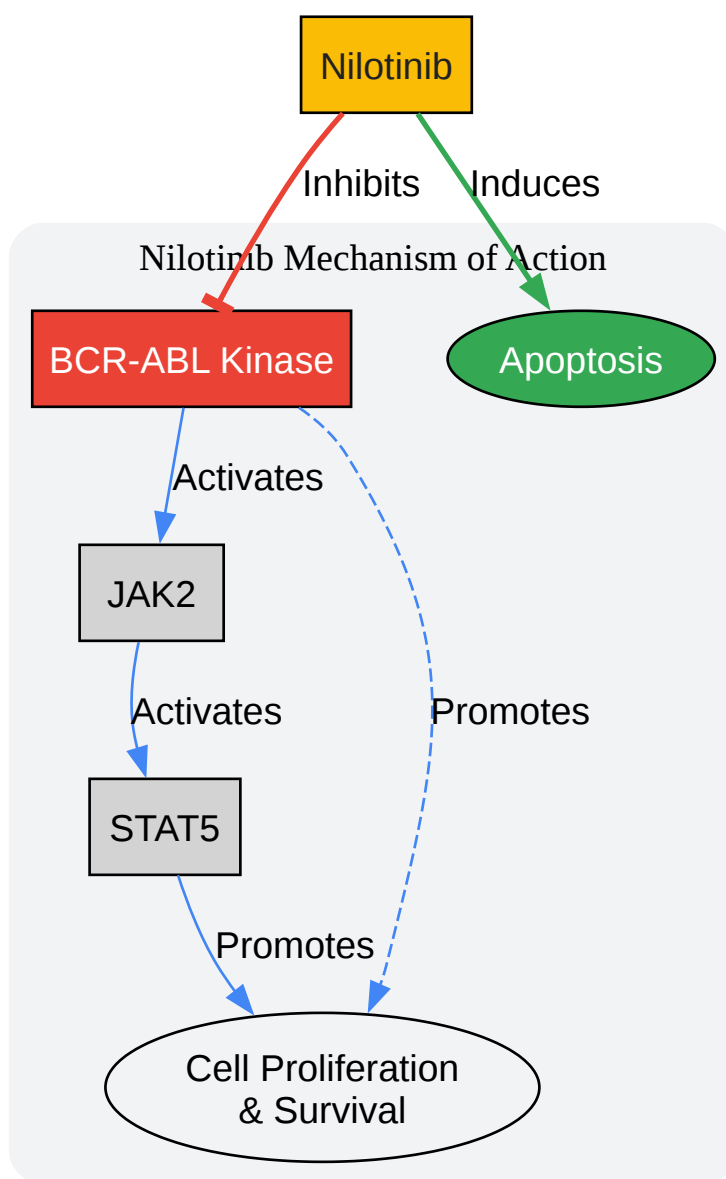 Nilotinib
Inhibits
Induces
Nilotinib Mechanism of Action
BCR-ABL Kinase
Apoptosis
Activates
JAK2
Activates
Promotes
STAT5
Promotes
Cell Proliferation
& Survival